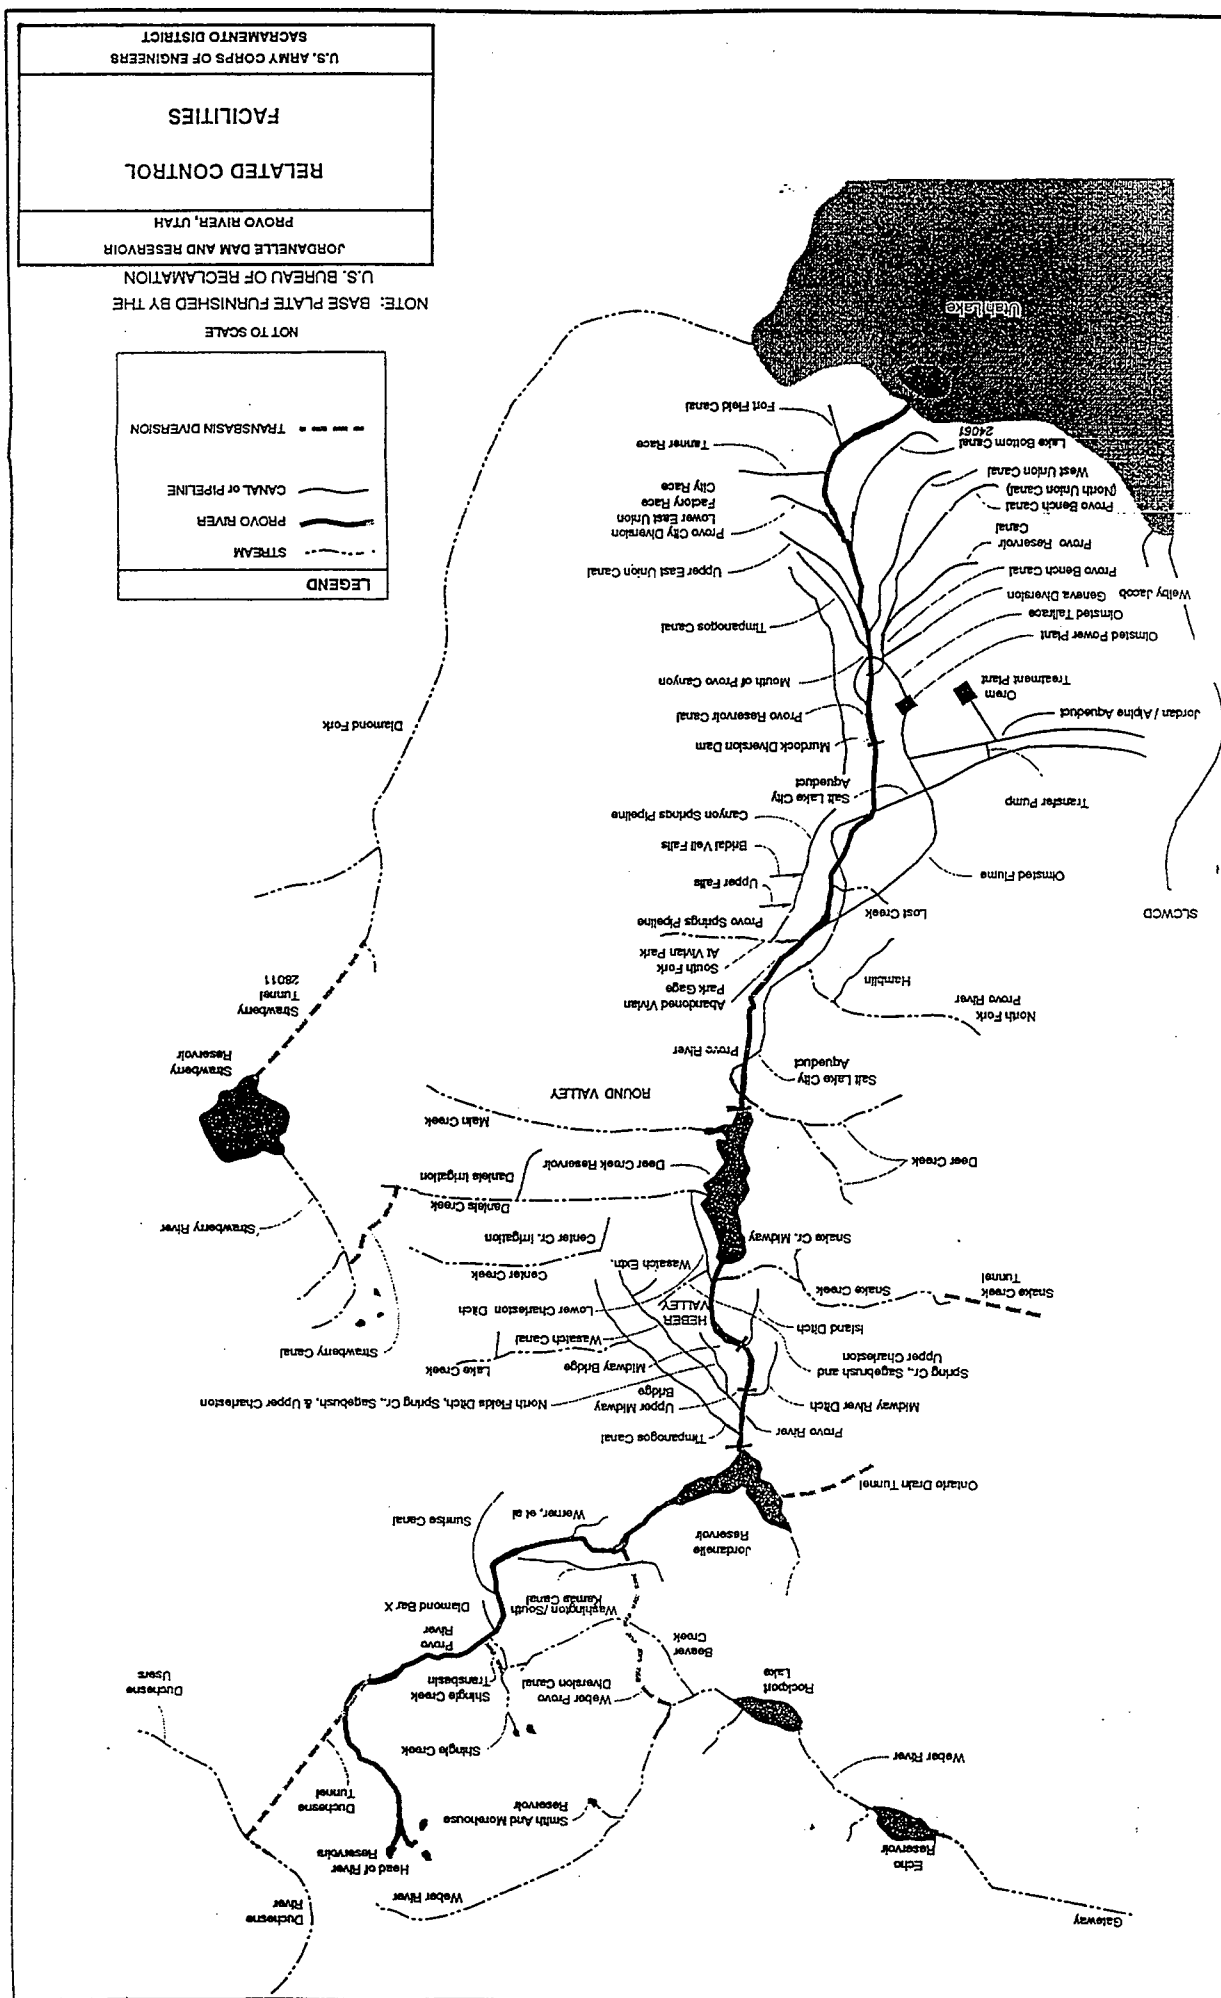 Gateway
Echo
Reservoir
Weber River
Rockport
Lake
Weber River
Smith And Morehouse
Reservoir
Head of River
Reservoirs
Duchesne
River
Duchesne
Tunnel
Duchesne
Users
Beaver
Creek
Weber Provo
Diversion Canal
Shingle Creek
Shingle Creek
Transbasin
Provo
River
Diamond Bar X
Washington/South
Kamas Canal
Werner, et al
Sunrise Canal
Jordanelle
Reservoir
Ontario Drain Tunnel
Provo River
Timpanogos Canal
Midway River Ditch
Upper Midway
Bridge
North Fields Ditch, Spring Cr., Sagebush, & Upper Charleston
Spring Cr., Sagebrush and
Upper Charleston
Midway Bridge
Lake Creek
Wasatch Canal
Island Ditch
HEBER
VALLEY
Lower Charleston Ditch
Strawberry Canal
Snake Creek
Tunnel
Snake Creek
Snake Cr. Midway
Wasatch Extn.
Center Creek
Center Cr. Irrigation
Strawberry River
Daniels Creek
Daniels Irrigation
Deer Creek Reservoir
Deer Creek
Main Creek
ROUND VALLEY
Strawberry
Reservoir
Salt Lake City
Aqueduct
Provo River
Strawberry
Tunnel
28011
North Fork
Provo River
Hamblin
Abandoned Vivian
Park Gage
South Fork
At Vivian Park
Provo Springs Pipeline
Lost Creek
SLCWCD
Upper Falls
Bridal Veil Falls
Olmsted Flume
Canyon Springs Pipeline
Transfer Pump
Salt Lake City
Aqueduct
Murdock Diversion Dam
Jordan / Alpine Aqueduct
Provo Reservoir Canal
Orem
Treatment Plant
Mouth of Provo Canyon
Diamond Fork
Olmsted Power Plant
Olmsted Tailrace
Geneva Diversion
Welby Jacob
Timpanogos Canal
Provo Bench Canal
Upper East Union Canal
Provo Reservoir
Canal
Provo City Diversion
Lower East Union
Factory Race
City Race
Provo Bench Canal
(North Union Canal)
West Union Canal
Tanner Race
Lake Bottom Canal
24061
Fort Field Canal
Utah Lake
LEGEND
STREAM
PROVO RIVER
CANAL or PIPELINE
TRANSBASIN DIVERSION
NOT TO SCALE
NOTE: BASE PLATE FURNISHED BY THE
U.S. BUREAU OF RECLAMATION
JORDANELLE DAM AND RESERVOIR
PROVO RIVER, UTAH
RELATED CONTROL
FACILITIES
U.S. ARMY CORPS OF ENGINEERS
SACRAMENTO DISTRICT